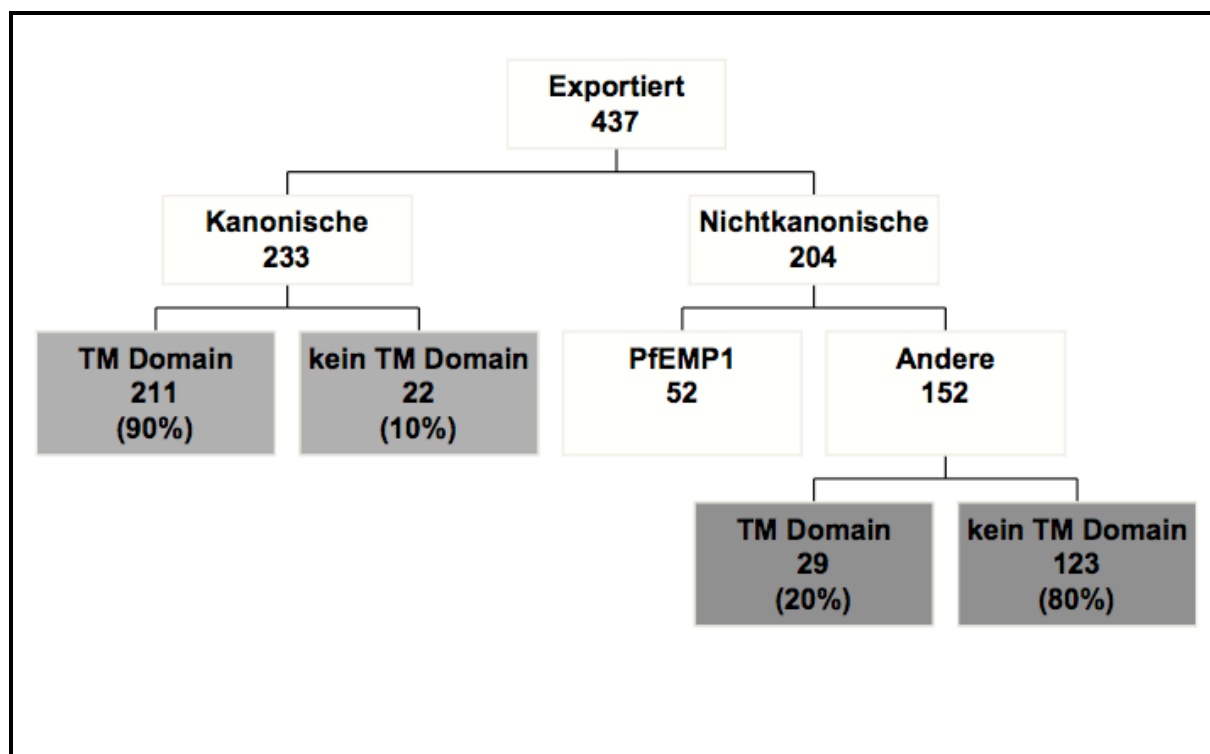 Exportiert
437
Kanonische
233
Nichtkanonische
204
TM Domain
211
(90%)
kein TM Domain
22
(10%)
PfEMP1
52
Andere
152
TM Domain
29
(20%)
kein TM Domain
123
(80%)